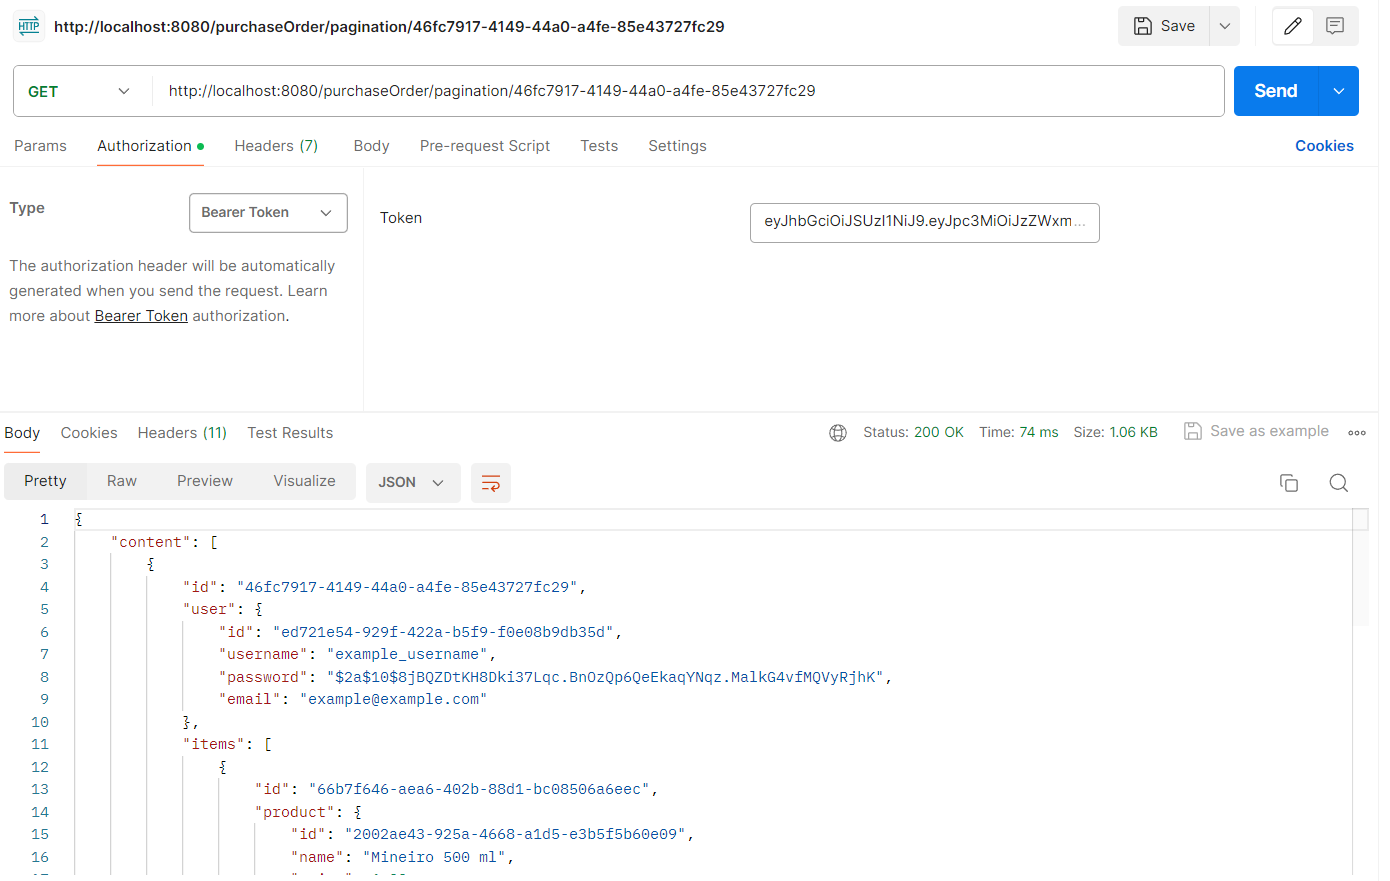 HTTP http://localhost:8080/purchaseOrder/pagination/46fc7917-4149-44a0-a4fe-85e43727fc29 Save
GET http://localhost:8080/purchaseOrder/pagination/46fc7917-4149-44a0-a4fe-85e43727fc29 Send
Params Authorization Headers (7) Body Pre-request Script Tests Settings Cookies
Type Bearer Token Token eyJhbGciOiJSUzI1NiJ9.eyJpc3MiOiJzZWxm...
The authorization header will be automatically
generated when you send the request. Learn
more about Bearer Token authorization.
Body Cookies Headers (11) Test Results Status: 200 OK Time: 74 ms Size: 1.06 KB Save as example
Pretty Raw Preview Visualize JSON
1 {
2 "content": [
3 {
4 "id": "46fc7917-4149-44a0-a4fe-85e43727fc29",
5 "user": {
6 "id": "ed721e54-929f-422a-b5f9-f0e08b9db35d",
7 "username": "example_username",
8 "password": "$2a$10$8jBQZDtKH8Dki37Lqc.BnOzQp6QeEkaqYNqz.MalkG4vfMQVyRjhK",
9 "email": "example@example.com"
10 },
11 "items": [
12 {
13 "id": "66b7f646-aea6-402b-88d1-bc08506a6eec",
14 "product": {
15 "id": "2002ae43-925a-4668-a1d5-e3b5f5b60e09",
16 "name": "Mineiro 500 ml",